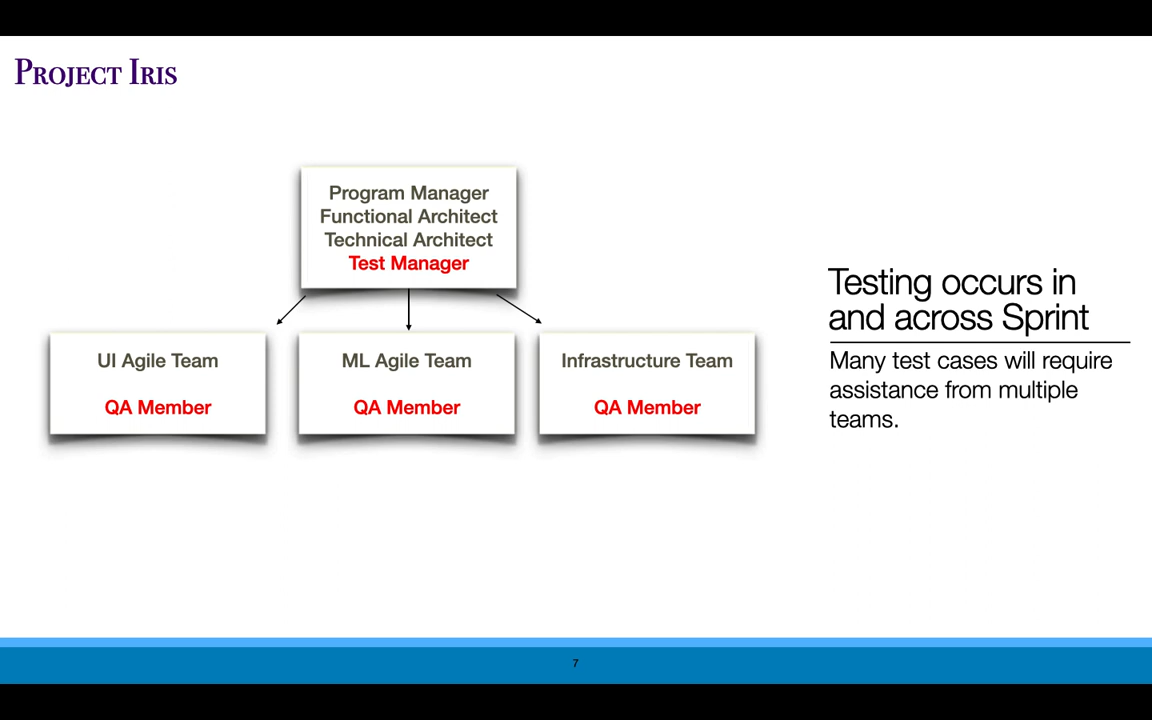 Project Iris
Program Manager
Functional Architect
Technical Architect
Test Manager
UI Agile Team
QA Member
ML Agile Team
QA Member
Infrastructure Team
QA Member
Testing occurs in
and across Sprint
Many test cases will require
assistance from multiple
teams.
7